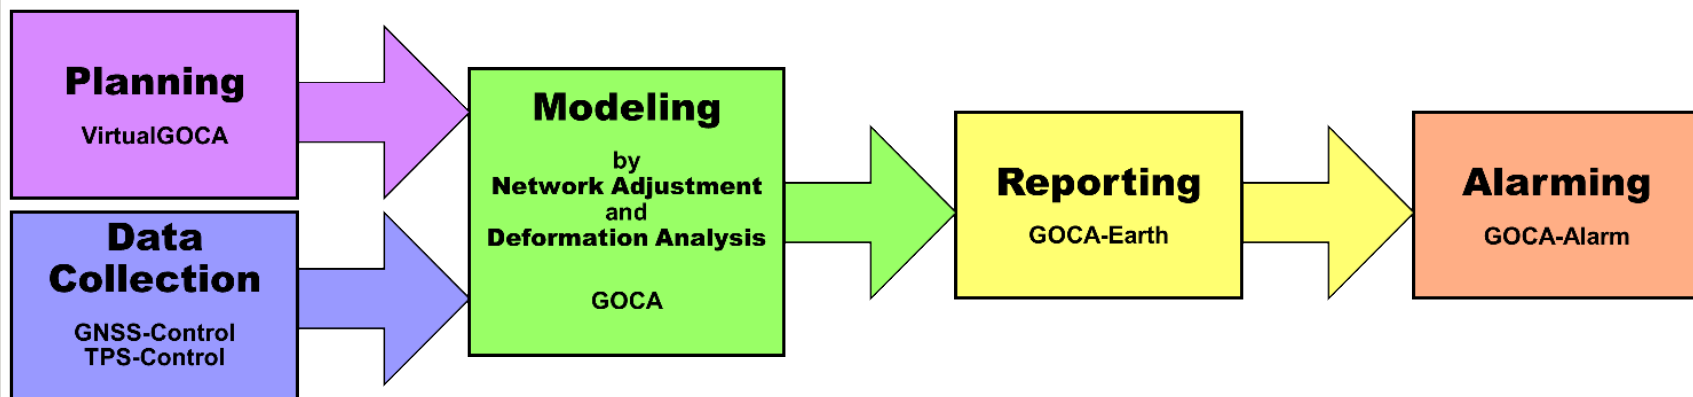 Planning
VirtualGOCA
Data
Collection
GNSS-Control
TPS-Control
Modeling
by
Network Adjustment
and
Deformation Analysis
GOCA
Reporting
GOCA-Earth
Alarming
GOCA-Alarm